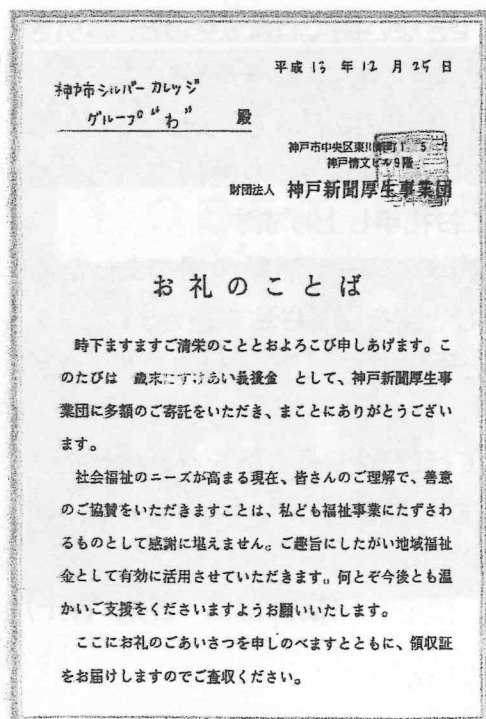 平成 13 年 12 月 25 日
神戸市シルバーカレッジ
グループ“わ” 殿
神戸市中央区東川崎町1 5 7
神戸情文ビル9階
財団法人 神戸新聞厚生事業団
お礼のことば
時下ますますご清栄のこととおよろこび申しあげます。こ
のたびは 歳末たすけあい義援金 として、神戸新聞厚生事
業団に多額のご寄託をいただき、まことにありがとうござい
ます。
社会福祉のニーズが高まる現在、皆さんのご理解で、善意
のご協賛をいただきますことは、私ども福祉事業にたずさわ
るものとして感謝に堪えません。ご趣旨にしたがい地域福祉
金として有効に活用させていただきます。何とぞ今後とも温
かいご支援をくださいますようお願いいたします。
ここにお礼のごあいさつを申しのべますとともに、領収証
をお届けしますのでご査収ください。